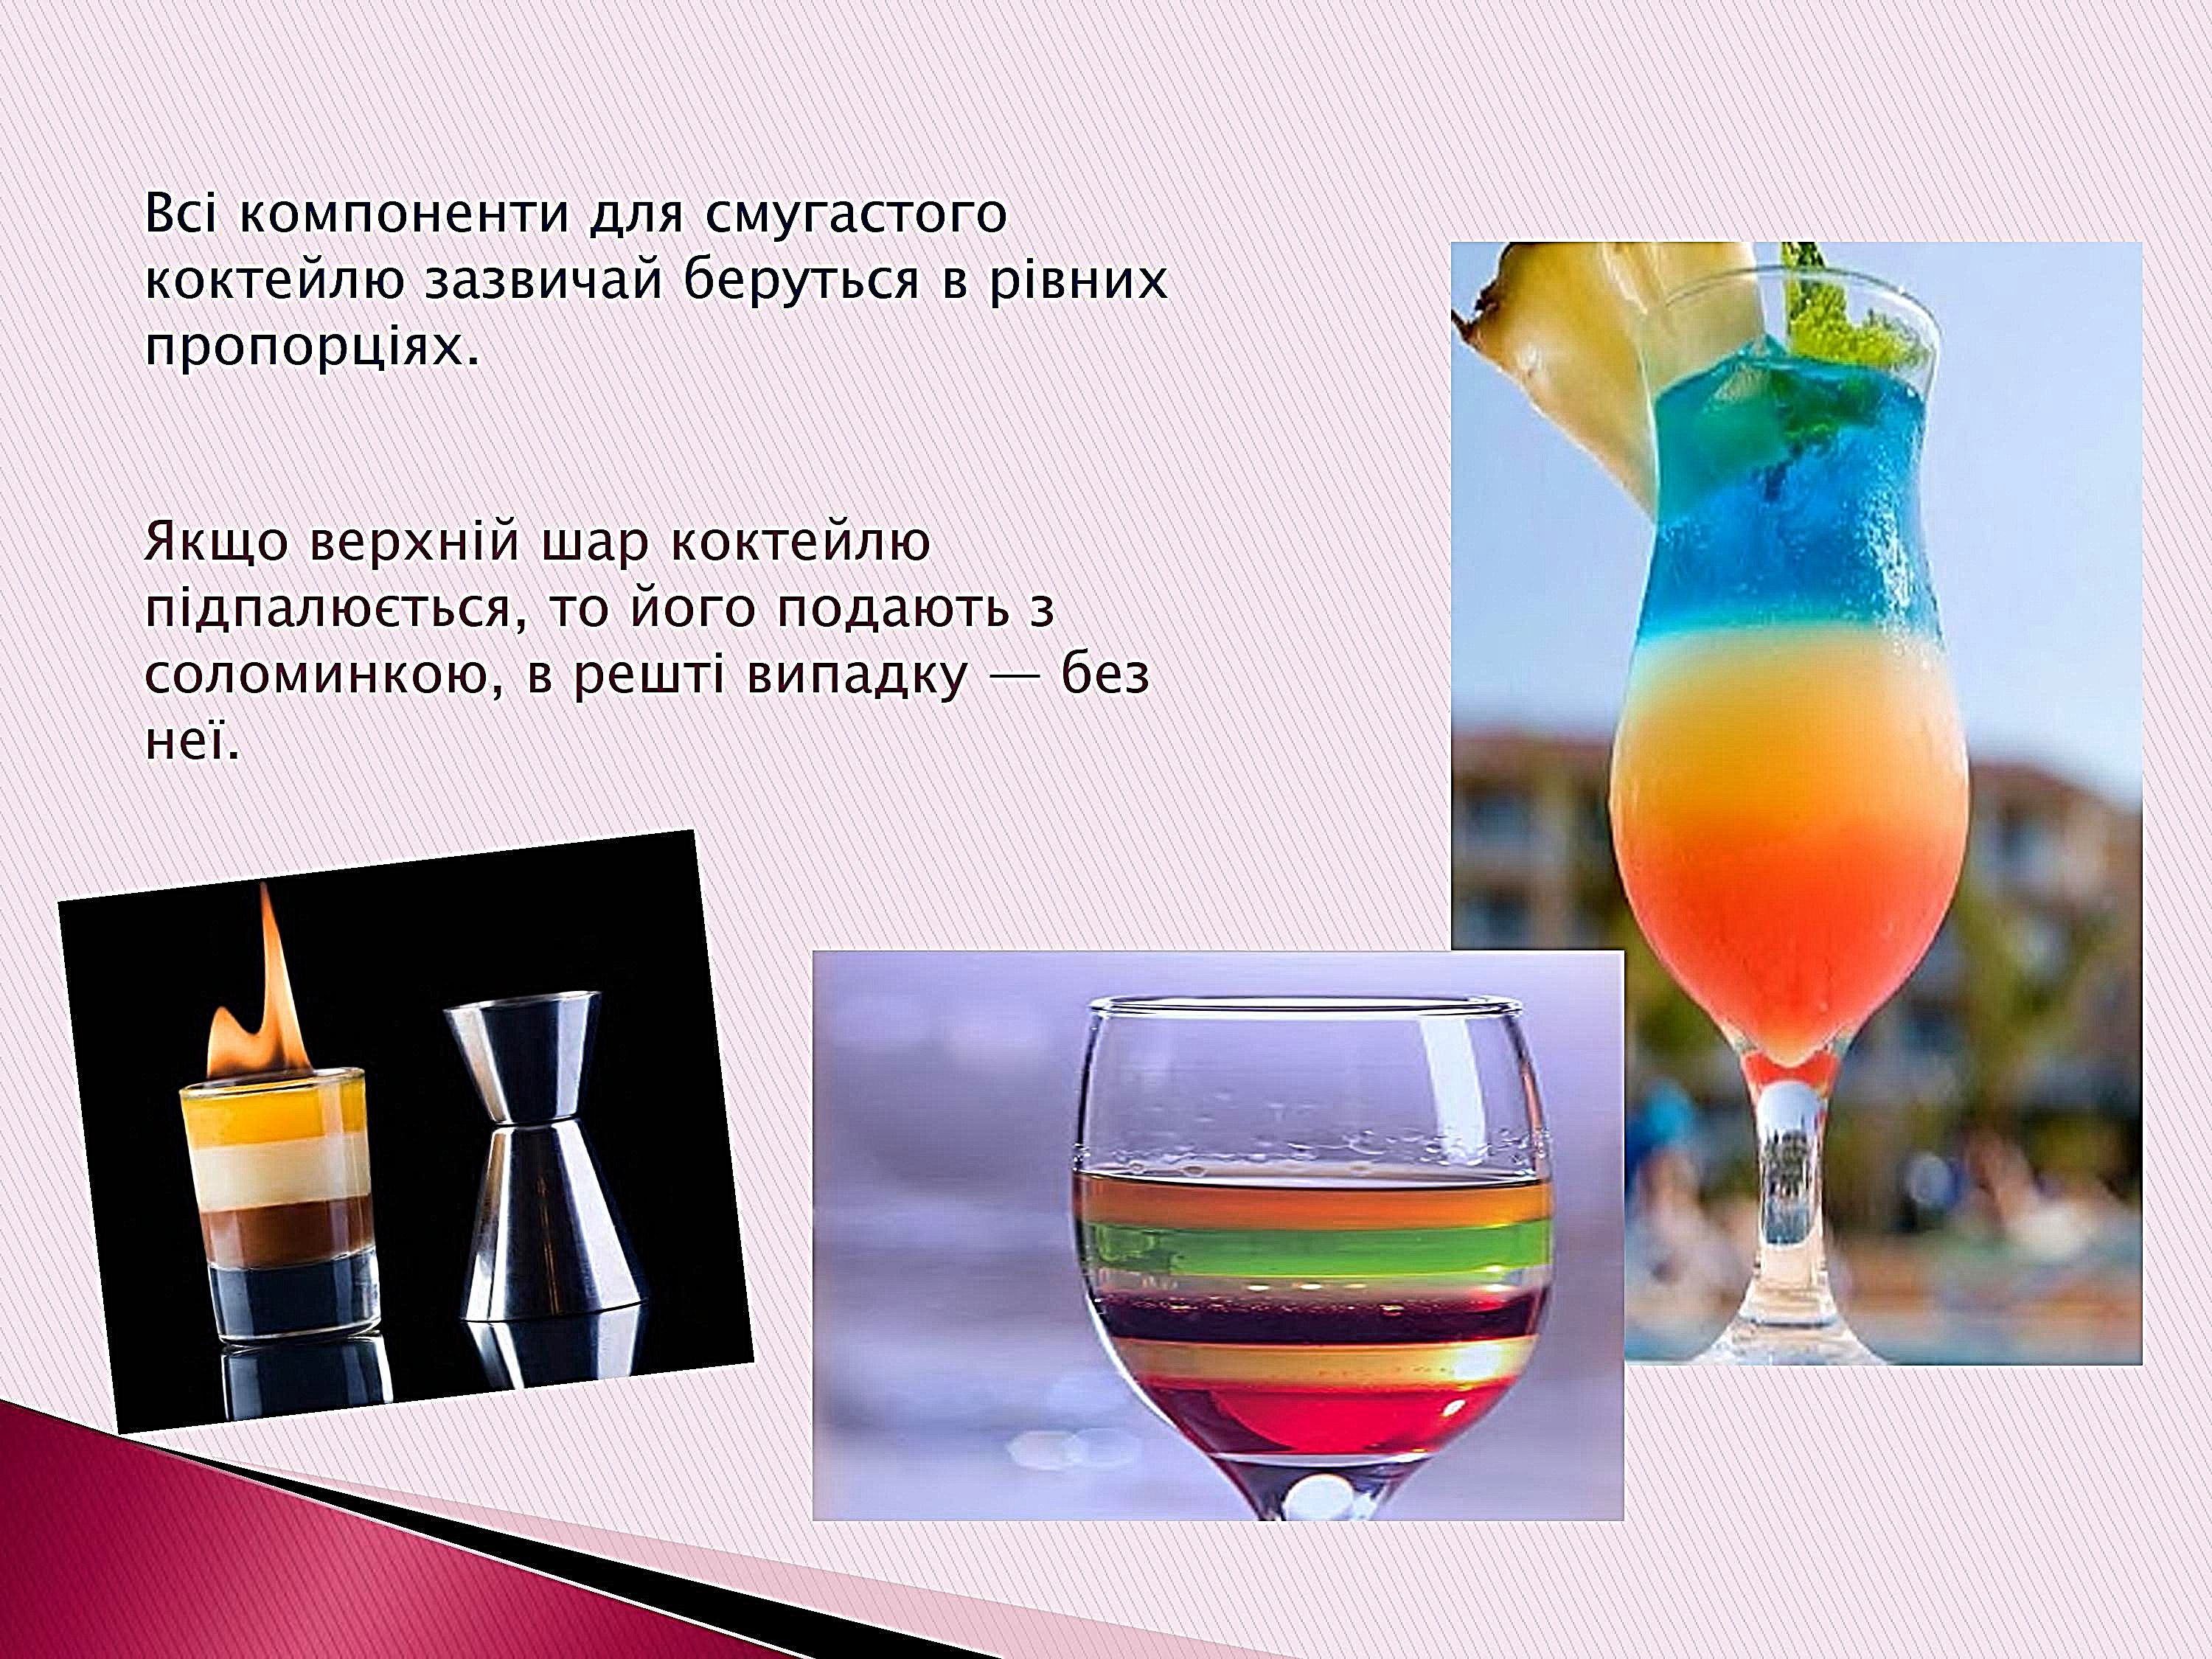 Всі компоненти для смугастого
коктейлю зазвичай беруться в рівних
пропорціях.
Якщо верхній шар коктейлю
підпалюється, то його подають з
соломинкою, в решті випадку — без
неї.